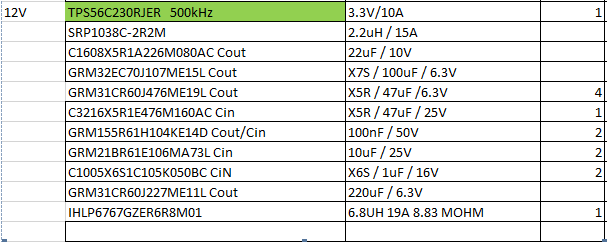 12V TPS56C230RJER 500kHz 3.3V/10A 1
SRP1038C-2R2M 2.2uH / 15A
C1608X5R1A226M080AC Cout 22uF / 10V
GRM32EC70J107ME15L Cout X7S / 100uF / 6.3V
GRM31CR60J476ME19L Cout X5R / 47uF /6.3V 4
C3216X5R1E476M160AC Cin X5R / 47uF / 25V 1
GRM155R61H104KE14D Cout/Cin 100nF / 50V 2
GRM21BR61E106MA73L Cin 10uF / 25V 2
C1005X6S1C105K050BC CiN X6S / 1uF / 16V 2
GRM31CR60J227ME11L Cout 220uF / 6.3V
IHLP6767GZER6R8M01 6.8UH 19A 8.83 MOHM 1